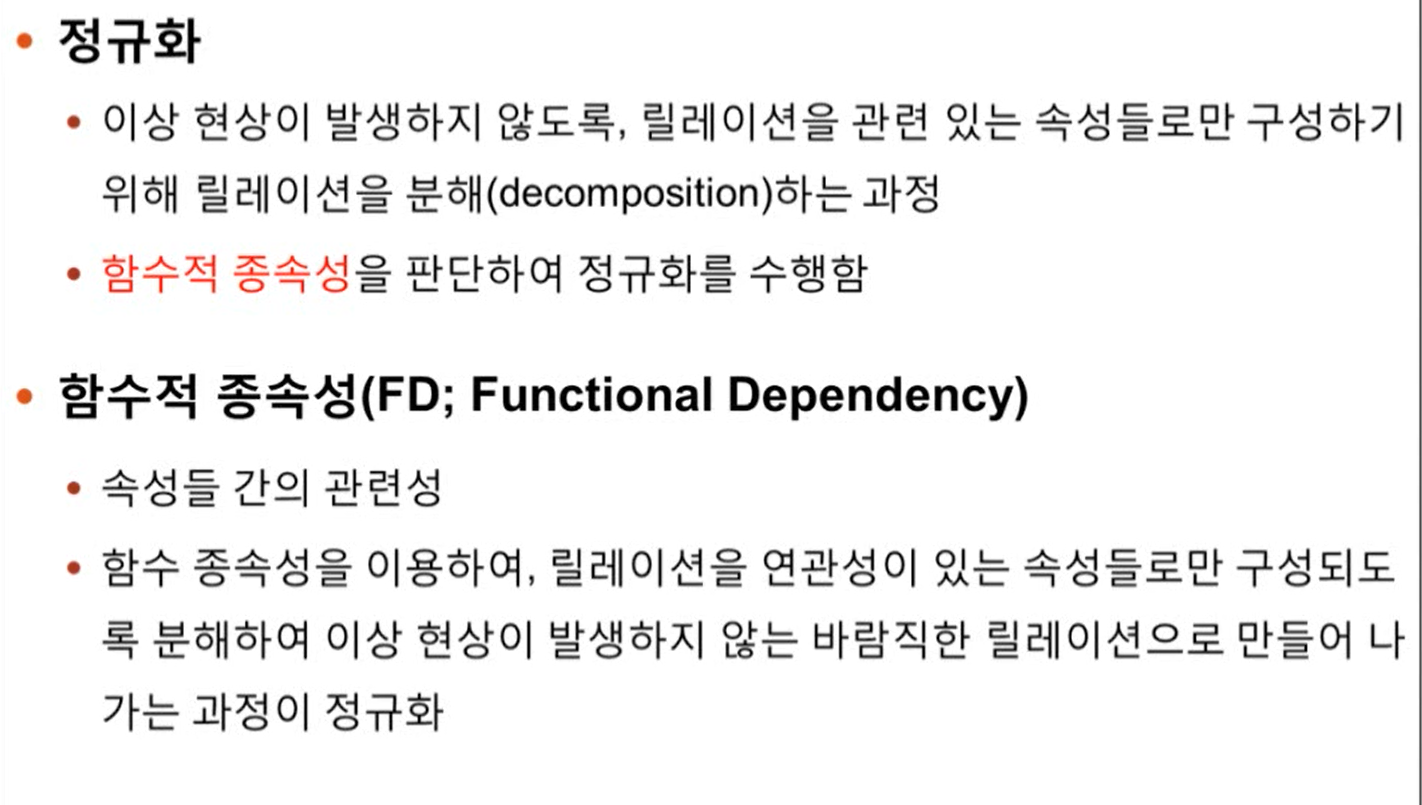 • 정규화
• 이상 현상이 발생하지 않도록, 릴레이션을 관련 있는 속성들로만 구성하기
위해 릴레이션을 분해(decomposition)하는 과정
• 함수적 종속성을 판단하여 정규화를 수행함
• 함수적 종속성(FD; Functional Dependency)
• 속성들 간의 관련성
• 함수 종속성을 이용하여, 릴레이션을 연관성이 있는 속성들로만 구성되도
록 분해하여 이상 현상이 발생하지 않는 바람직한 릴레이션으로 만들어 나
가는 과정이 정규화